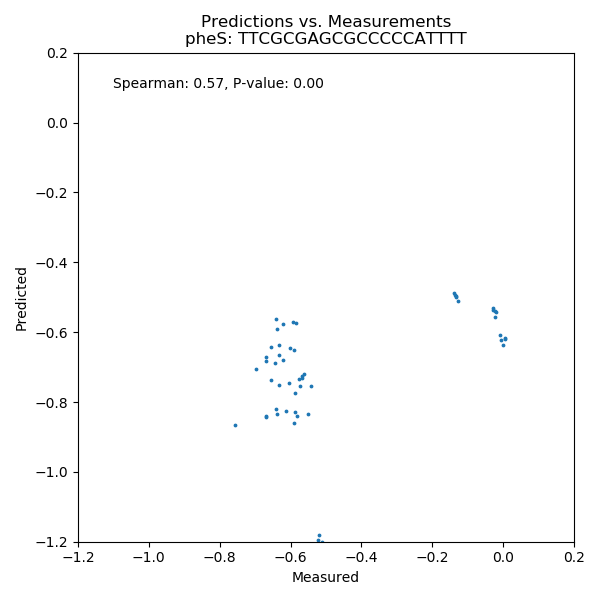 Predictions vs. Measurements
pheS: TTCGCGAGCGCCCCCATTTT
Spearman: 0.57, P-value: 0.00
0.2
0.0
−0.2
−0.4
−0.6
−0.8
−1.0
−1.2
Predicted
−1.2 −1.0 −0.8 −0.6 −0.4 −0.2 0.0 0.2
Measured